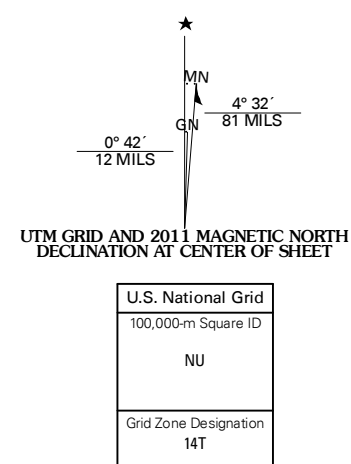 MN
4° 32´
81 MILS
GN
0° 42´
12 MILS
UTM GRID AND 2011 MAGNETIC NORTH
DECLINATION AT CENTER OF SHEET
U.S. National Grid
100,000-m Square ID
NU
Grid Zone Designation
14T